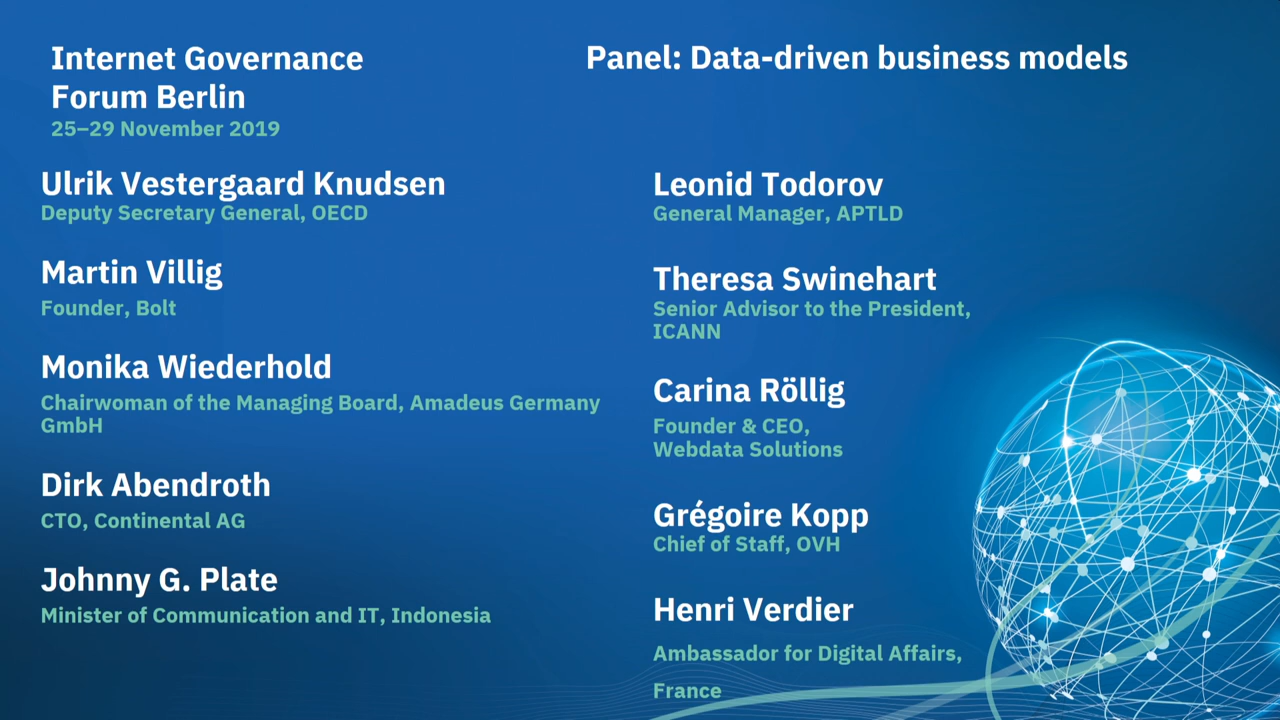 Internet Governance
Forum Berlin
25–29 November 2019
Panel: Data-driven business models
Ulrik Vestergaard Knudsen
Deputy Secretary General, OECD
Martin Villig
Founder, Bolt
Monika Wiederhold
Chairwoman of the Managing Board, Amadeus Germany
GmbH
Dirk Abendroth
CTO, Continental AG
Johnny G. Plate
Minister of Communication and IT, Indonesia
Leonid Todorov
General Manager, APTLD
Theresa Swinehart
Senior Advisor to the President,
ICANN
Carina Röllig
Founder & CEO,
Webdata Solutions
Grégoire Kopp
Chief of Staff, OVH
Henri Verdier
Ambassador for Digital Affairs,
France